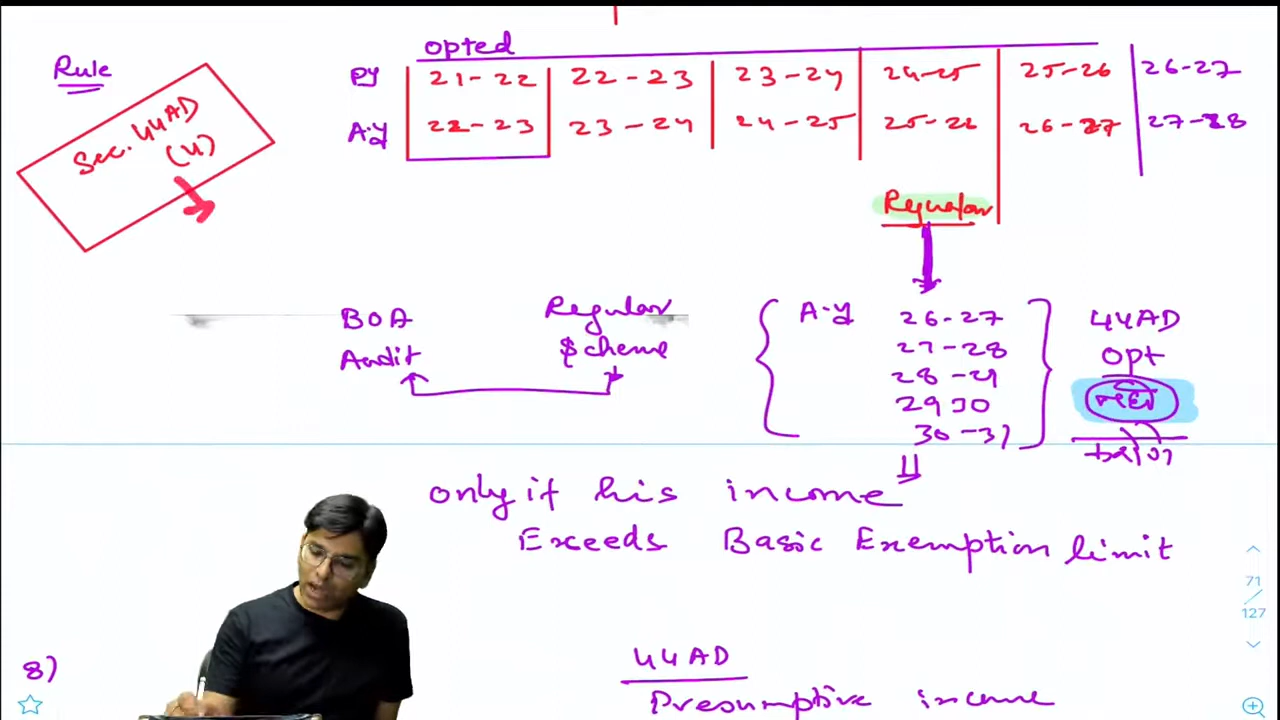 opted
Rule
PY 21-22 22-23 23-24 24-25 25-26 26-27
A.Y 22-23 23-24 24-25 25-26 26-27 27-28
Sec. 44AD
(4)
Regular
BOA Regular
Audit Scheme
A.Y 26-27
27-28
28-29
29 30
30-31
44AD
opt
only if his income
Exceeds Basic Exemption limit
71
127
8)
44AD
Presumptive income